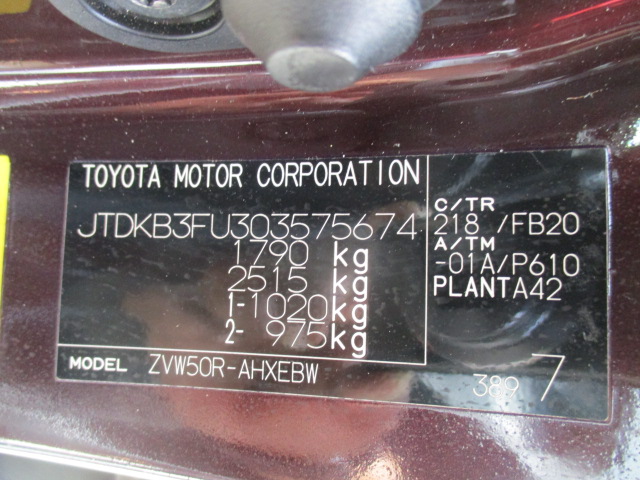 TOYOTA MOTOR CORPORATION
JTDKB3FU303575674
1790 kg
2515 kg
1-1020kg
2- 975kg
C/TR
218 /FB20
A/TM
-01A/P610
PLANTA42
MODEL ZVW50R-AHXEBW
389 7